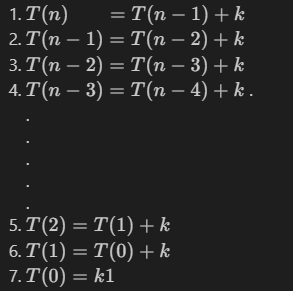 1. T(n) = T(n − 1) + k
2. T(n − 1) = T(n − 2) + k
3. T(n − 2) = T(n − 3) + k
4. T(n − 3) = T(n − 4) + k .
.
.
.
.
.
5. T(2) = T(1) + k
6. T(1) = T(0) + k
7. T(0) = k1